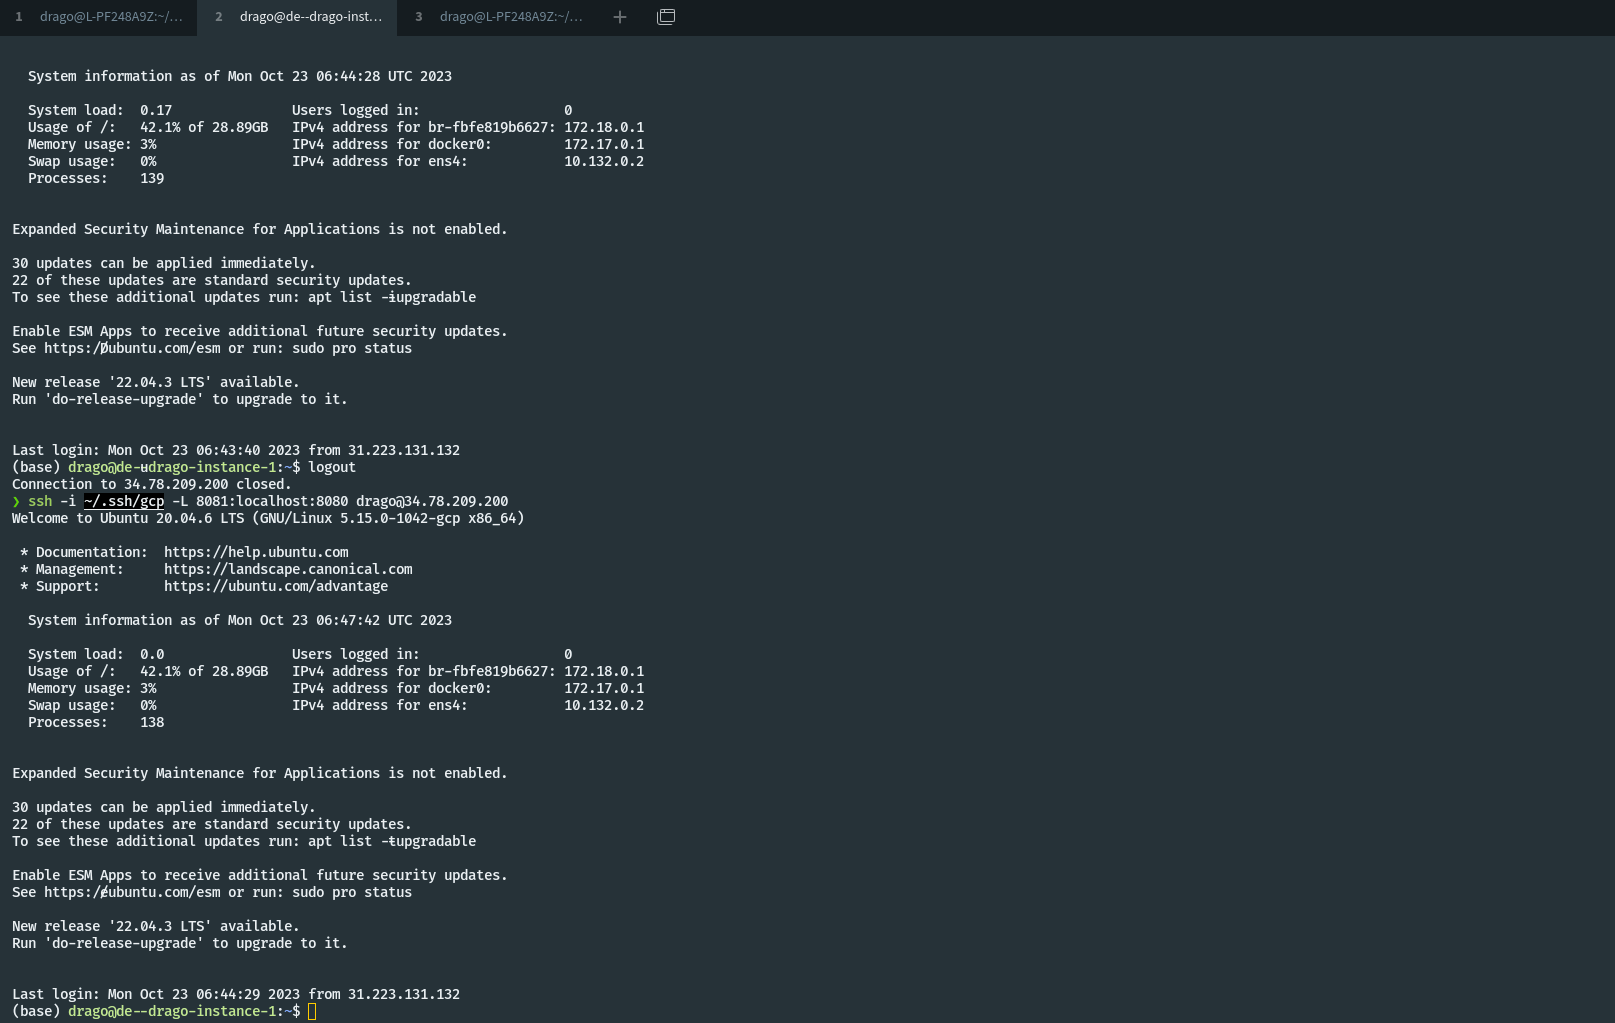 1 drago@L-PF248A9Z:~/... 2 drago@de--drago-inst... 3 drago@L-PF248A9Z:~/...
System information as of Mon Oct 23 06:44:28 UTC 2023
System load: 0.17 Users logged in: 0
Usage of /: 42.1% of 28.89GB IPv4 address for br-fbfe819b6627: 172.18.0.1
Memory usage: 3% IPv4 address for docker0: 172.17.0.1
Swap usage: 0% IPv4 address for ens4: 10.132.0.2
Processes: 139
Expanded Security Maintenance for Applications is not enabled.
30 updates can be applied immediately.
22 of these updates are standard security updates.
To see these additional updates run: apt list --upgradable
Enable ESM Apps to receive additional future security updates.
See https://ubuntu.com/esm or run: sudo pro status
New release '22.04.3 LTS' available.
Run 'do-release-upgrade' to upgrade to it.
Last login: Mon Oct 23 06:43:40 2023 from 31.223.131.132
(base) drago@de--drago-instance-1:~$ logout
Connection to 34.78.209.200 closed.
❯ ssh -i ~/.ssh/gcp -L 8081:localhost:8080 drago@34.78.209.200
Welcome to Ubuntu 20.04.6 LTS (GNU/Linux 5.15.0-1042-gcp x86_64)
* Documentation: https://help.ubuntu.com
* Management: https://landscape.canonical.com
* Support: https://ubuntu.com/advantage
System information as of Mon Oct 23 06:47:42 UTC 2023
System load: 0.0 Users logged in: 0
Usage of /: 42.1% of 28.89GB IPv4 address for br-fbfe819b6627: 172.18.0.1
Memory usage: 3% IPv4 address for docker0: 172.17.0.1
Swap usage: 0% IPv4 address for ens4: 10.132.0.2
Processes: 138
Expanded Security Maintenance for Applications is not enabled.
30 updates can be applied immediately.
22 of these updates are standard security updates.
To see these additional updates run: apt list --upgradable
Enable ESM Apps to receive additional future security updates.
See https://ubuntu.com/esm or run: sudo pro status
New release '22.04.3 LTS' available.
Run 'do-release-upgrade' to upgrade to it.
Last login: Mon Oct 23 06:44:29 2023 from 31.223.131.132
(base) drago@de--drago-instance-1:~$